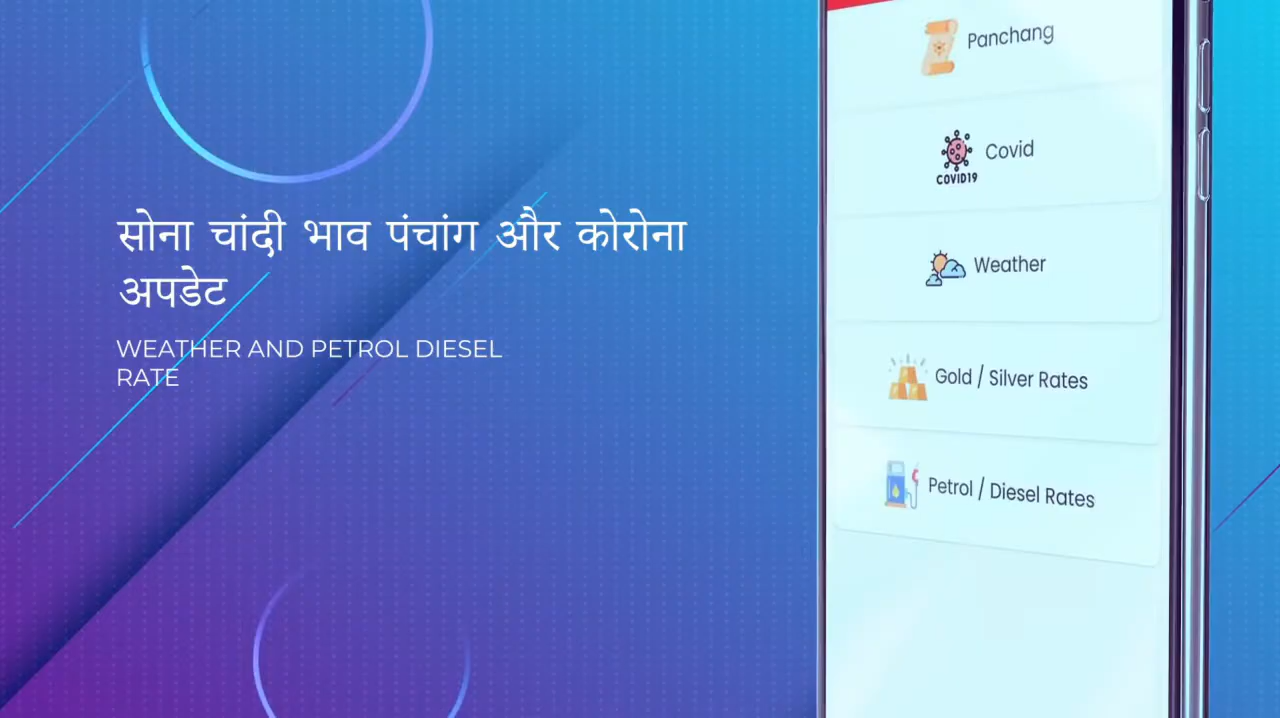 सोना चांदी भाव पंचांग और कोरोना
अपडेट
WEATHER AND PETROL DIESEL
RATE
Panchang
Covid
COVID19
Weather
Gold / Silver Rates
Petrol / Diesel Rates